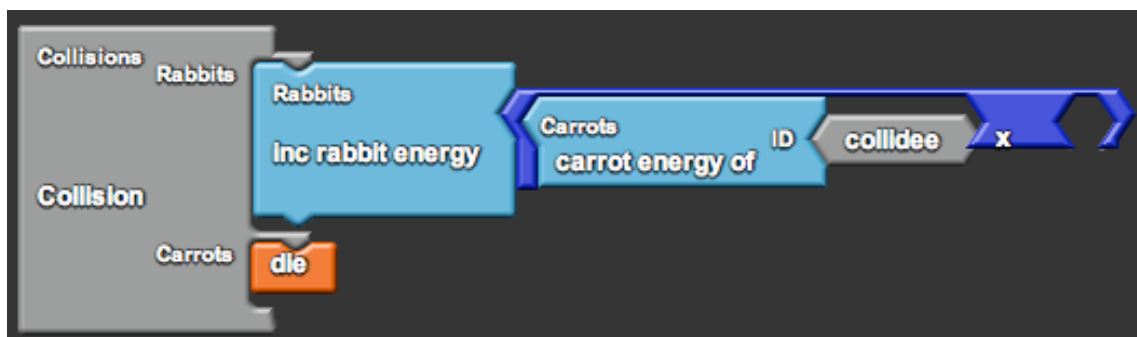 Collisions
Rabbits
Rabbits
inc rabbit energy
Carrots
carrot energy of
ID
collidee
x
Collision
Carrots
die